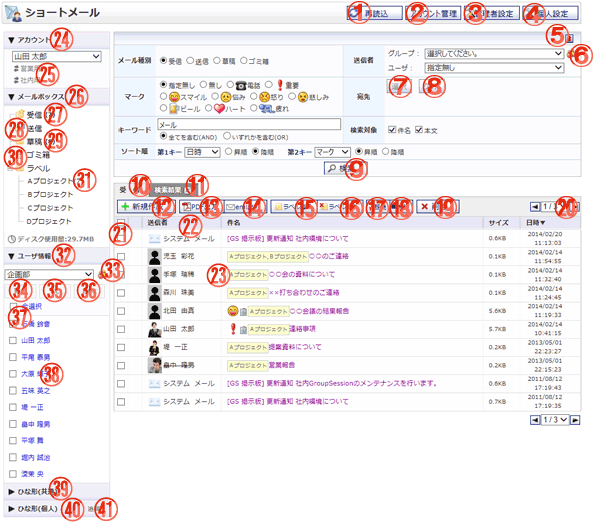 ショートメール
① 再読込 ② アカウント管理 ③ 管理者設定 ④ 個人設定
▼ アカウント ㉔
山田 太郎
営業 ㉕
社内
▼ メールボックス ㉖
受信 ㉗
㉘ 送信
草稿 ㉙
㉚ ゴミ箱
ラベル
Aプロジェクト ㉛
Bプロジェクト
Cプロジェクト
Dプロジェクト
ディスク使用量:29.7MB
▼ ユーザ情報 ㉜
企画部 ㉝
㉞ ㉟ ㊱
全選択
㊲
山田 太郎
平尾 泰男
大原 ㊳
五味 英之
堤 一正
畠中 隆男
平塚 舞
堀内 誠治
深栗 央
▶ ひな形(共通) ㊴
▶ ひな形(個人) ㊵ ㊶
⑤
メール種別 受信 送信 草稿 ゴミ箱
送信者 グループ: 選択してください。 ⑥
ユーザ: 指定無し
マーク 指定無し 無し 電話 重要
スマイル 悩み 怒り 悲しみ
ビール ハート 疲れ
宛先 ⑦ ⑧
キーワード メール
全てを含む(AND) いずれかを含む(OR)
検索対象 件名 本文
ソート順 第1キー 日時 昇順 降順 第2キー マーク 昇順 降順
検索 ⑨
受 ⑩ 検索結果 ⑪
新規作成 ⑫ PDF ⑬ eml ⑭ ラベル ⑮ ラベル ⑯ ⑰ ⑱ 削除 ⑲
1 / 3 ⑳
㉑ 送信者 ㉒ 件名 サイズ 日時▼
システム メール [GS 掲示板] 更新通知 社内環境について 0.6KB 2014/02/20
11:13:03
児玉 彩花 Aプロジェクト,Bプロジェクト 〇〇のご連絡 0.1KB 2014/02/14
11:54:55
手塚 瑞穂 ㉓ Aプロジェクト 〇〇会の資料について 0.1KB 2014/02/14
11:32:40
森川 珠美 Aプロジェクト ××打ち合わせのご連絡 0.1KB 2014/02/14
11:24:45
北田 由真 Aプロジェクト 〇〇会議の結果報告 5.6KB 2014/02/14
11:19:33
山田 太郎 Aプロジェクト 連絡事項 5.7KB 2014/02/14
10:41:15
堤 一正 Aプロジェクト 提案資料について 0.2KB 2013/05/01
22:23:27
畠中 隆男 Aプロジェクト 営業報告 0.2KB 2013/05/01
22:15:23
システム メール [GS 掲示板] 更新通知 社内GroupSessionのメンテナンスを行います。 0.6KB 2011/08/12
17:19:43
システム メール [GS 掲示板] 更新通知 社内環境について 0.7KB 2011/08/12
17:19:35
1 / 3